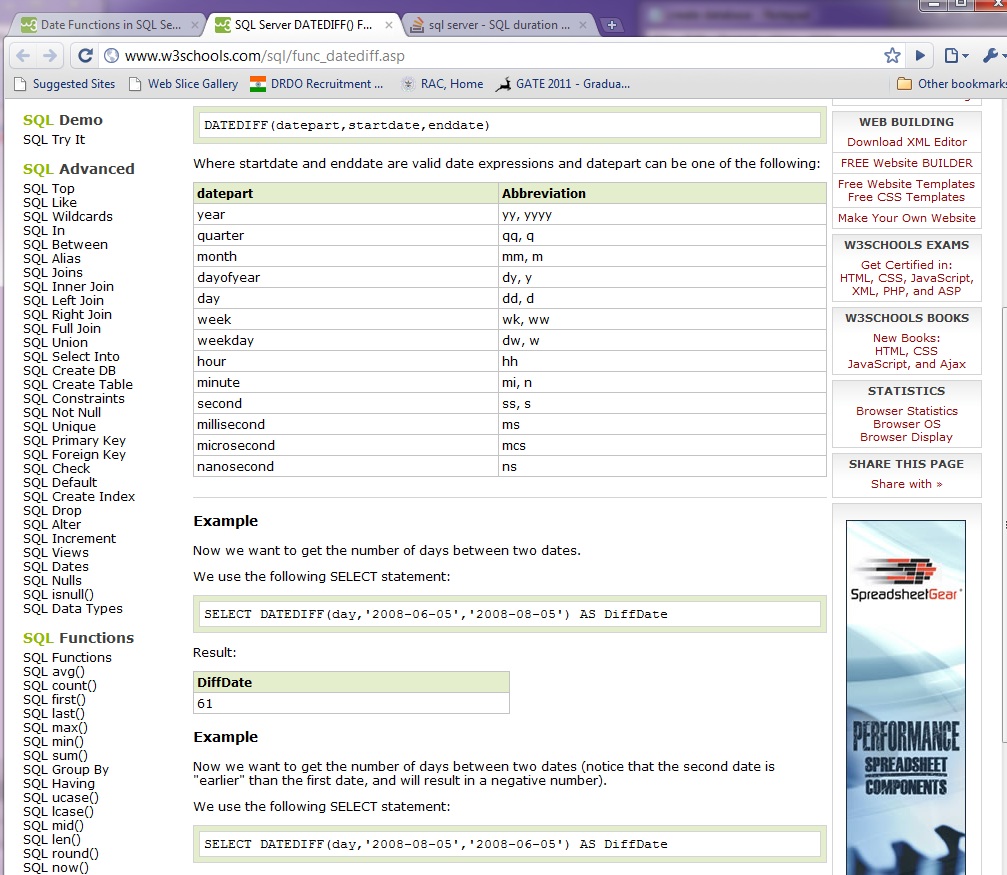 Date Functions in SQL Se...
SQL Server DATEDIFF() F...
sql server - SQL duration ...
www.w3schools.com/sql/func_datediff.asp
Suggested Sites
Web Slice Gallery
DRDO Recruitment ...
RAC, Home
GATE 2011 - Gradua...
Other bookmarks
SQL Demo
SQL Try It
SQL Advanced
SQL Top
SQL Like
SQL Wildcards
SQL In
SQL Between
SQL Alias
SQL Joins
SQL Inner Join
SQL Left Join
SQL Right Join
SQL Full Join
SQL Union
SQL Select Into
SQL Create DB
SQL Create Table
SQL Constraints
SQL Not Null
SQL Unique
SQL Primary Key
SQL Foreign Key
SQL Check
SQL Default
SQL Create Index
SQL Drop
SQL Alter
SQL Increment
SQL Views
SQL Dates
SQL Nulls
SQL isnull()
SQL Data Types
SQL Functions
SQL Functions
SQL avg()
SQL count()
SQL first()
SQL last()
SQL max()
SQL min()
SQL sum()
SQL Group By
SQL Having
SQL ucase()
SQL lcase()
SQL mid()
SQL len()
SQL round()
SQL now()
DATEDIFF(datepart,startdate,enddate)
Where startdate and enddate are valid date expressions and datepart can be one of the following:
datepart Abbreviation
year yy, yyyy
quarter qq, q
month mm, m
dayofyear dy, y
day dd, d
week wk, ww
weekday dw, w
hour hh
minute mi, n
second ss, s
millisecond ms
microsecond mcs
nanosecond ns
Example
Now we want to get the number of days between two dates.
We use the following SELECT statement:
SELECT DATEDIFF(day,'2008-06-05','2008-08-05') AS DiffDate
Result:
DiffDate
61
Example
Now we want to get the number of days between two dates (notice that the second date is
"earlier" than the first date, and will result in a negative number).
We use the following SELECT statement:
SELECT DATEDIFF(day,'2008-08-05','2008-06-05') AS DiffDate
WEB BUILDING
Download XML Editor
FREE Website BUILDER
Free Website Templates
Free CSS Templates
Make Your Own Website
W3SCHOOLS EXAMS
Get Certified in:
HTML, CSS, JavaScript,
XML, PHP, and ASP
W3SCHOOLS BOOKS
New Books:
HTML, CSS
JavaScript, and Ajax
STATISTICS
Browser Statistics
Browser OS
Browser Display
SHARE THIS PAGE
Share with »
SpreadsheetGear
PERFORMANCE
SPREADSHEET
COMPONENTS